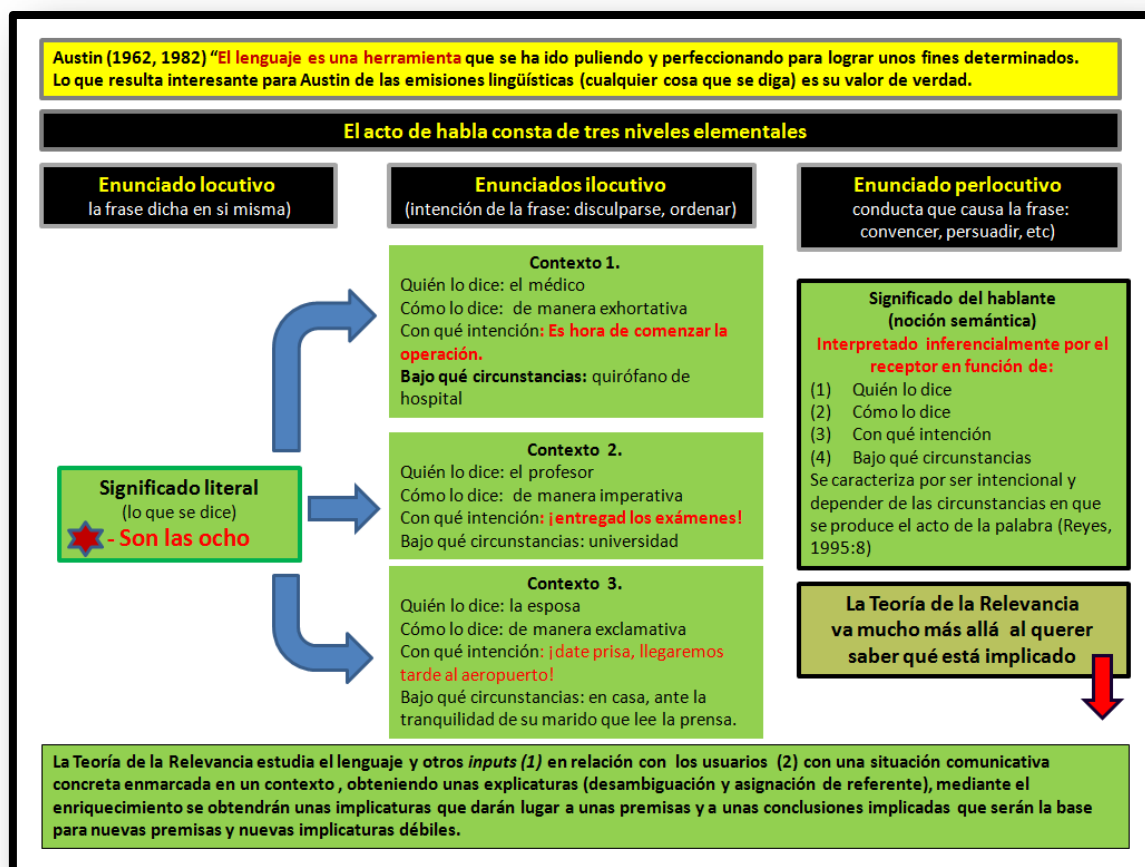 Austin (1962, 1982) “El lenguaje es una herramienta que se ha ido puliendo y perfeccionando para lograr unos fines determinados.
Lo que resulta interesante para Austin de las emisiones lingüísticas (cualquier cosa que se diga) es su valor de verdad.
El acto de habla consta de tres niveles elementales
Enunciado locutivo
la frase dicha en si misma)
Enunciados ilocutivo
(intención de la frase: disculparse, ordenar)
Enunciado perlocutivo
conducta que causa la frase:
convencer, persuadir, etc)
Significado literal
(lo que se dice)
- Son las ocho
Contexto 1.
Quién lo dice: el médico
Cómo lo dice: de manera exhortativa
Con qué intención: Es hora de comenzar la
operación.
Bajo qué circunstancias: quirófano de
hospital
Contexto 2.
Quién lo dice: el profesor
Cómo lo dice: de manera imperativa
Con qué intención: ¡entregad los exámenes!
Bajo qué circunstancias: universidad
Contexto 3.
Quién lo dice: la esposa
Cómo lo dice: de manera exclamativa
Con qué intención: ¡date prisa, llegaremos
tarde al aeropuerto!
Bajo qué circunstancias: en casa, ante la
tranquilidad de su marido que lee la prensa.
Significado del hablante
(noción semántica)
Interpretado inferencialmente por el
receptor en función de:
(1) Quién lo dice
(2) Cómo lo dice
(3) Con qué intención
(4) Bajo qué circunstancias
Se caracteriza por ser intencional y
depender de las circunstancias en que
se produce el acto de la palabra (Reyes,
1995:8)
La Teoría de la Relevancia
va mucho más allá al querer
saber qué está implicado
La Teoría de la Relevancia estudia el lenguaje y otros inputs (1) en relación con los usuarios (2) con una situación comunicativa
concreta enmarcada en un contexto , obteniendo unas explicaturas (desambiguación y asignación de referente), mediante el
enriquecimiento se obtendrán unas implicaturas que darán lugar a unas premisas y a unas conclusiones implicadas que serán la base
para nuevas premisas y nuevas implicaturas débiles.